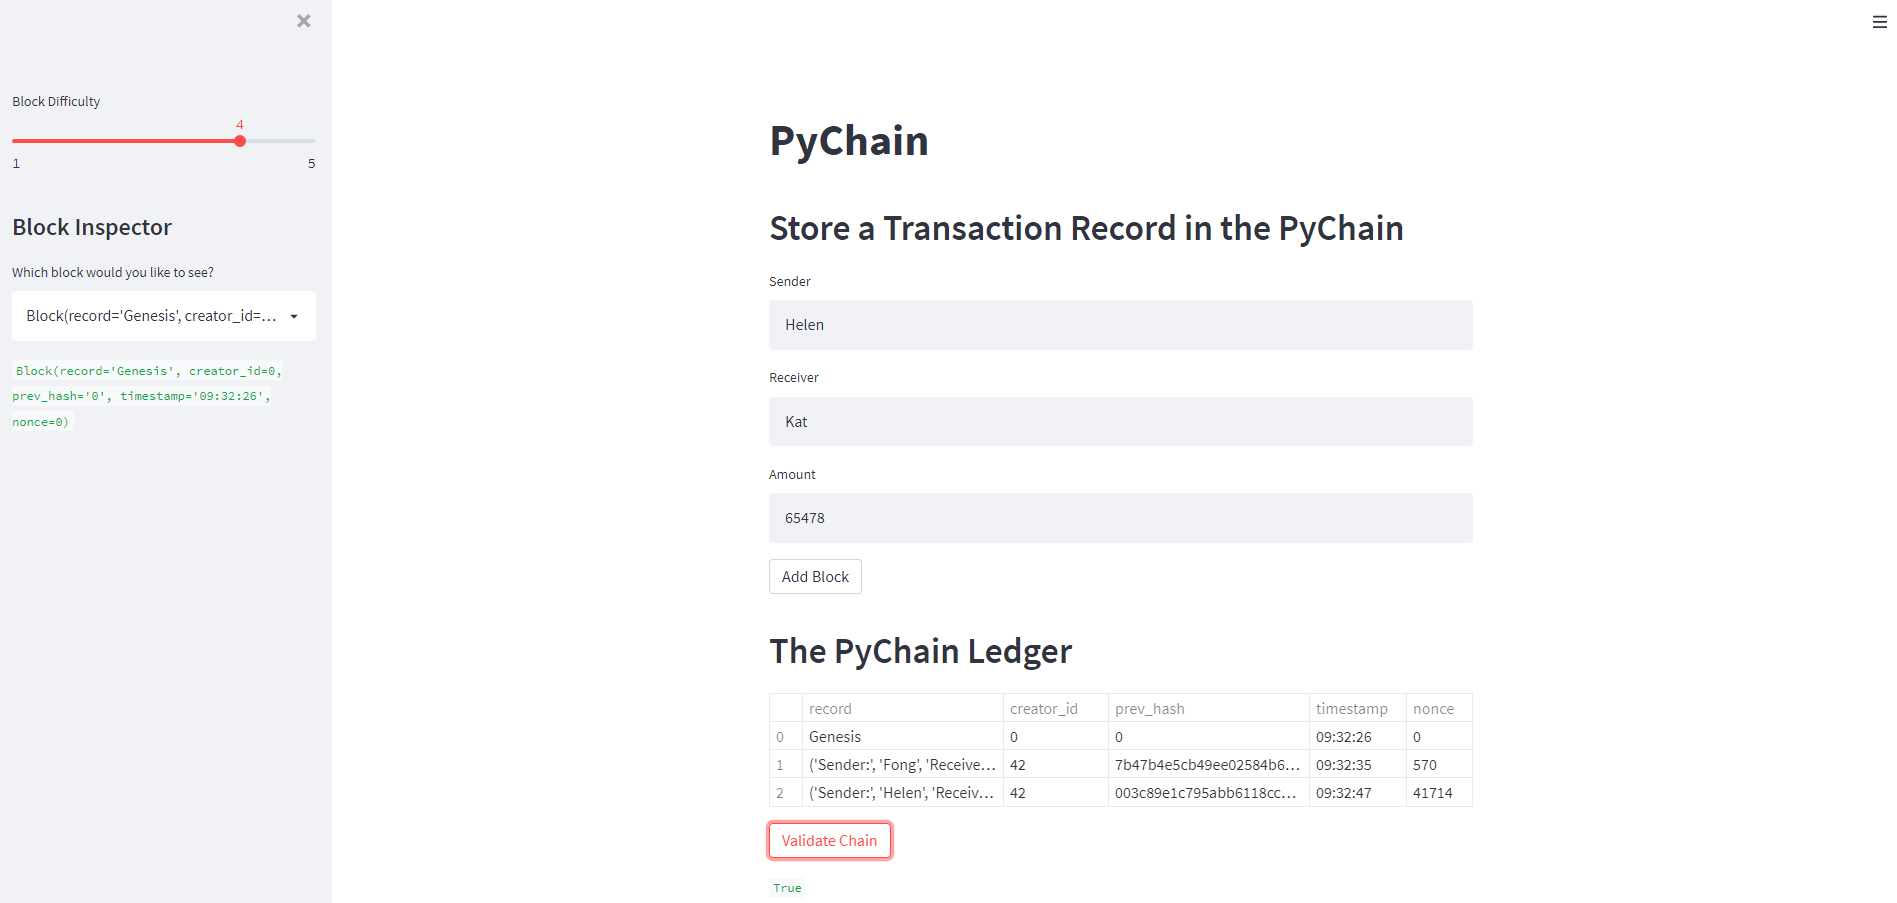 Block Difficulty
4
1 5
Block Inspector
Which block would you like to see?
Block(record='Genesis', creator_id=...
Block(record='Genesis', creator_id=0,
prev_hash='0', timestamp='09:32:26',
nonce=0)
PyChain
Store a Transaction Record in the PyChain
Sender
Helen
Receiver
Kat
Amount
65478
Add Block
The PyChain Ledger
record creator_id prev_hash timestamp nonce
0 Genesis 0 0 09:32:26 0
1 ('Sender:', 'Fong', 'Receive... 42 7b47b4e5cb49ee02584b6... 09:32:35 570
2 ('Sender:', 'Helen', 'Receiv... 42 003c89e1c795abb6118cc... 09:32:47 41714
Validate Chain
True